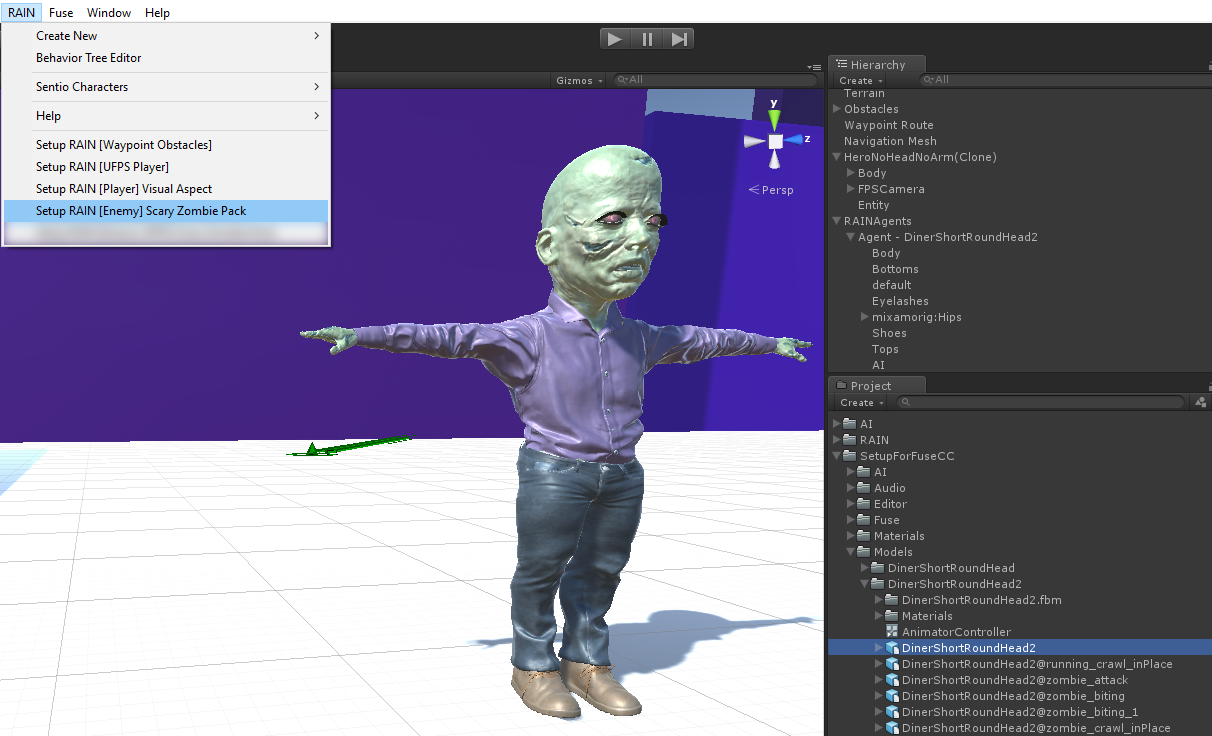 RAIN Fuse Window Help
Create New
Behavior Tree Editor
Sentio Characters
Help
Setup RAIN [Waypoint Obstacles]
Setup RAIN [UFPS Player]
Setup RAIN [Player] Visual Aspect
Setup RAIN [Enemy] Scary Zombie Pack
Gizmos All
y
z
Persp
Hierarchy
Create All
Terrain
Obstacles
Waypoint Route
Navigation Mesh
HeroNoHeadNoArm(Clone)
Body
FPSCamera
Entity
RAINAgents
Agent - DinerShortRoundHead2
Body
Bottoms
default
Eyelashes
mixamorig:Hips
Shoes
Tops
AI
Project
Create
AI
RAIN
SetupForFuseCC
AI
Audio
Editor
Fuse
Materials
Models
DinerShortRoundHead
DinerShortRoundHead2
DinerShortRoundHead2.fbm
Materials
AnimatorController
DinerShortRoundHead2
DinerShortRoundHead2@running_crawl_inPlace
DinerShortRoundHead2@zombie_attack
DinerShortRoundHead2@zombie_biting
DinerShortRoundHead2@zombie_biting_1
DinerShortRoundHead2@zombie_crawl_inPlace